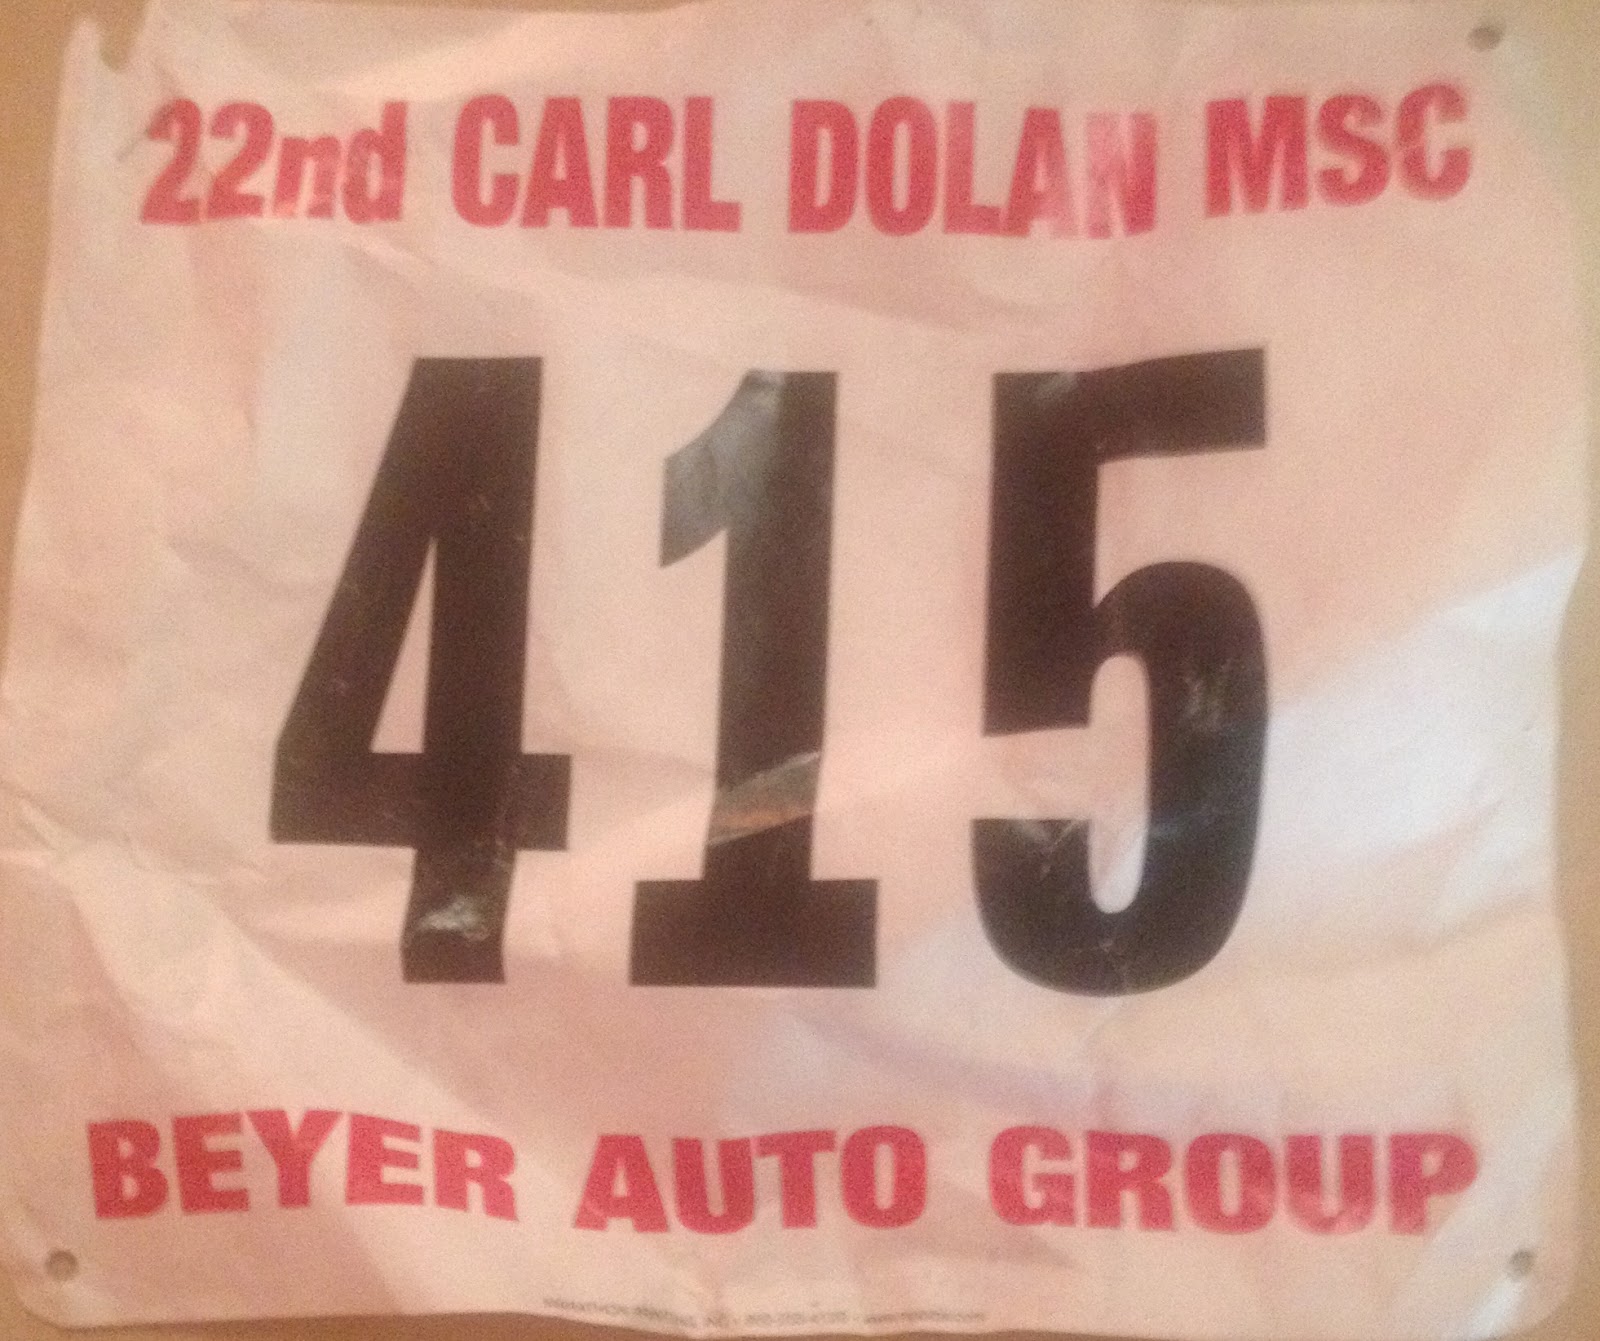 22nd CARL DOLAN MSC
415
BEYER AUTO GROUP